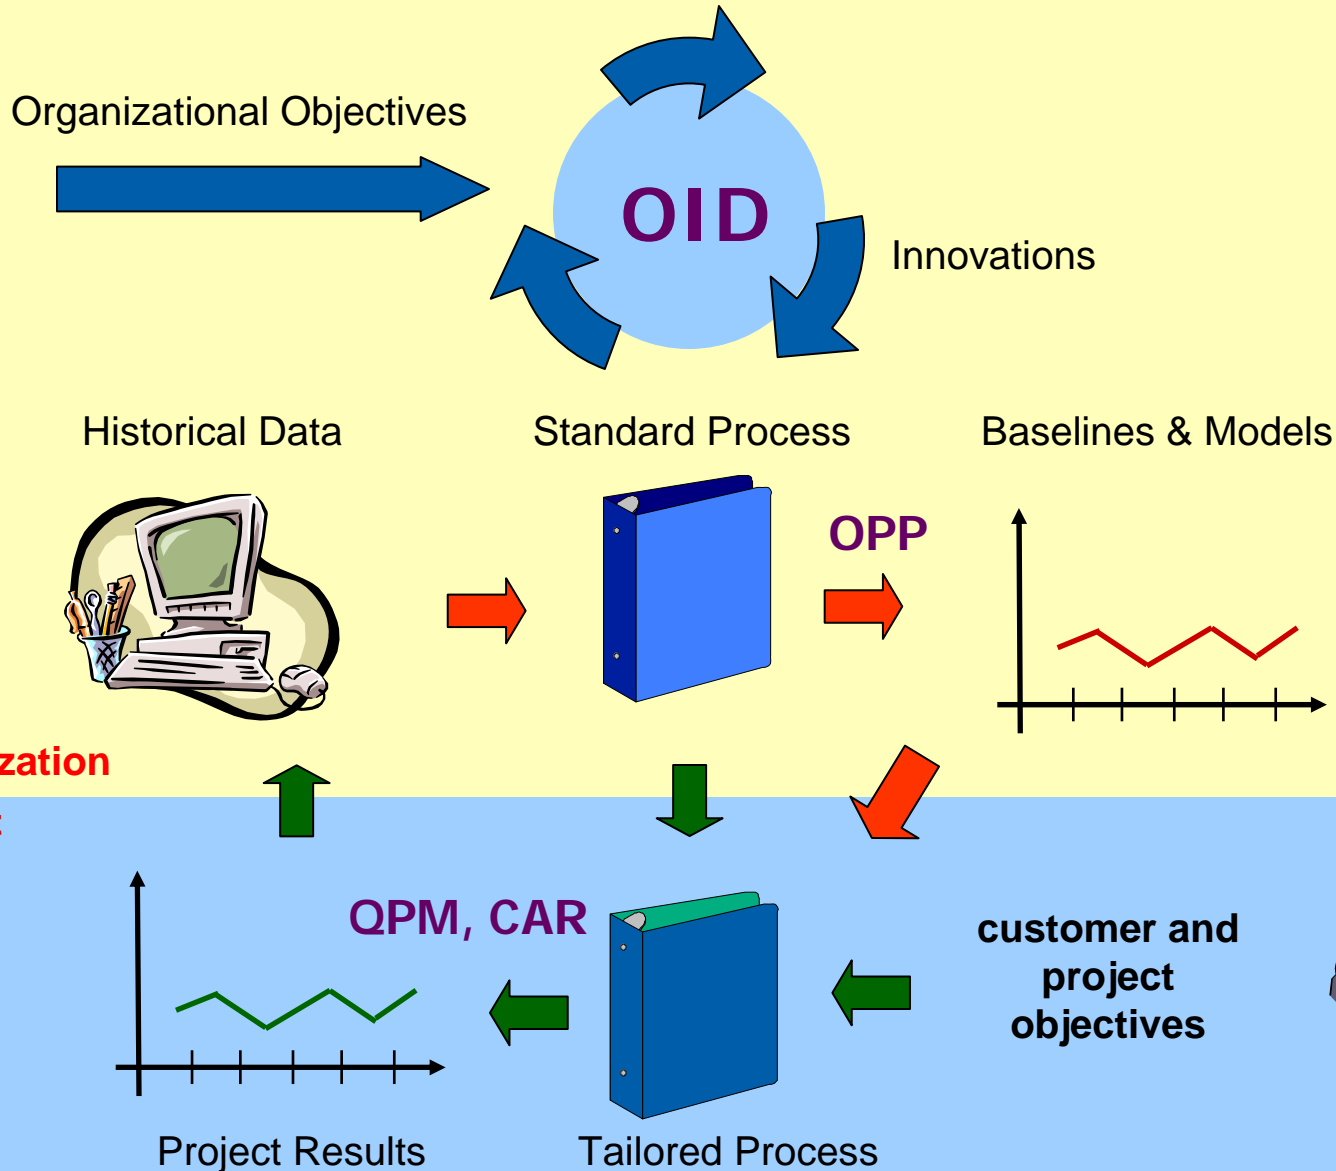 Organizational Objectives
OID
Innovations
Historical Data
Standard Process
Baselines & Models
OPP
zation
QPM, CAR
customer and
project
objectives
Project Results
Tailored Process